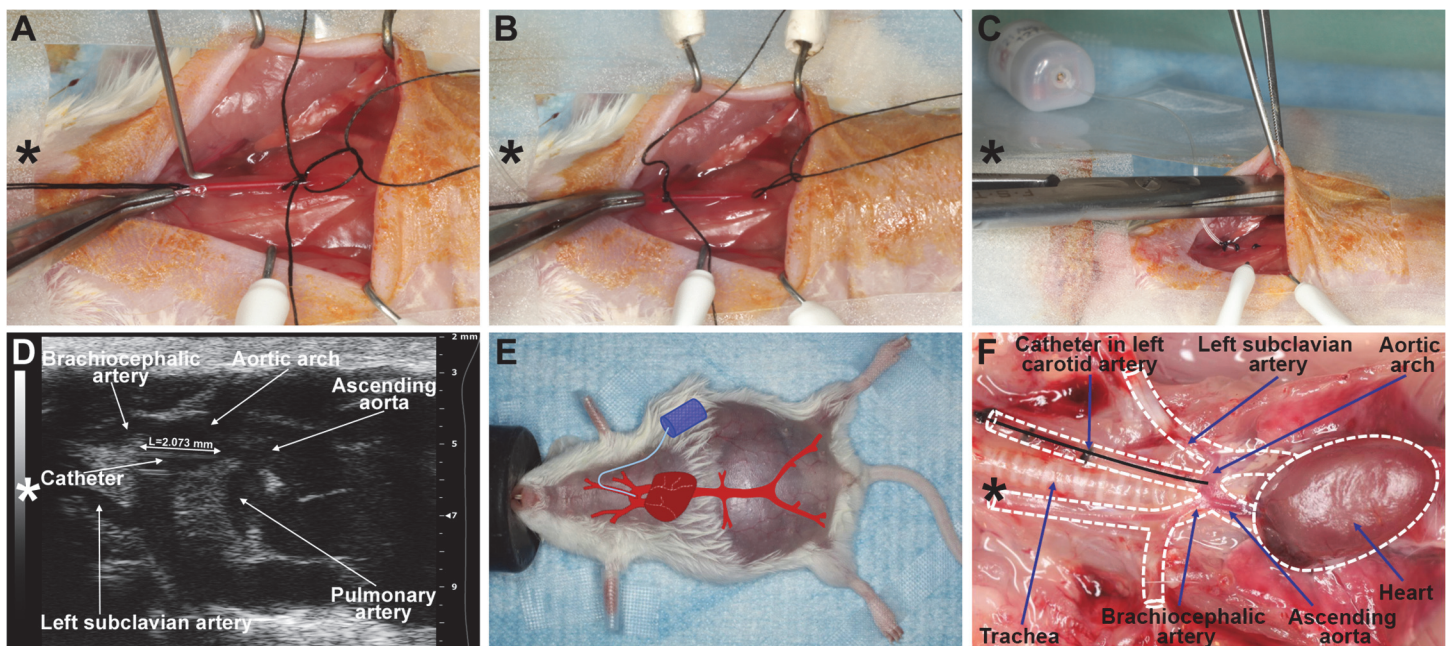 A
B
C
D
Brachiocephalic
artery
Aortic arch
Ascending
aorta
L=2.073 mm
Catheter
Pulmonary
artery
Left subclavian artery
2 mm
3
5
7
9
E
F
Catheter in left
carotid artery
Left subclavian
artery
Aortic
arch
Trachea
Brachiocephalic
artery
Ascending
aorta
Heart